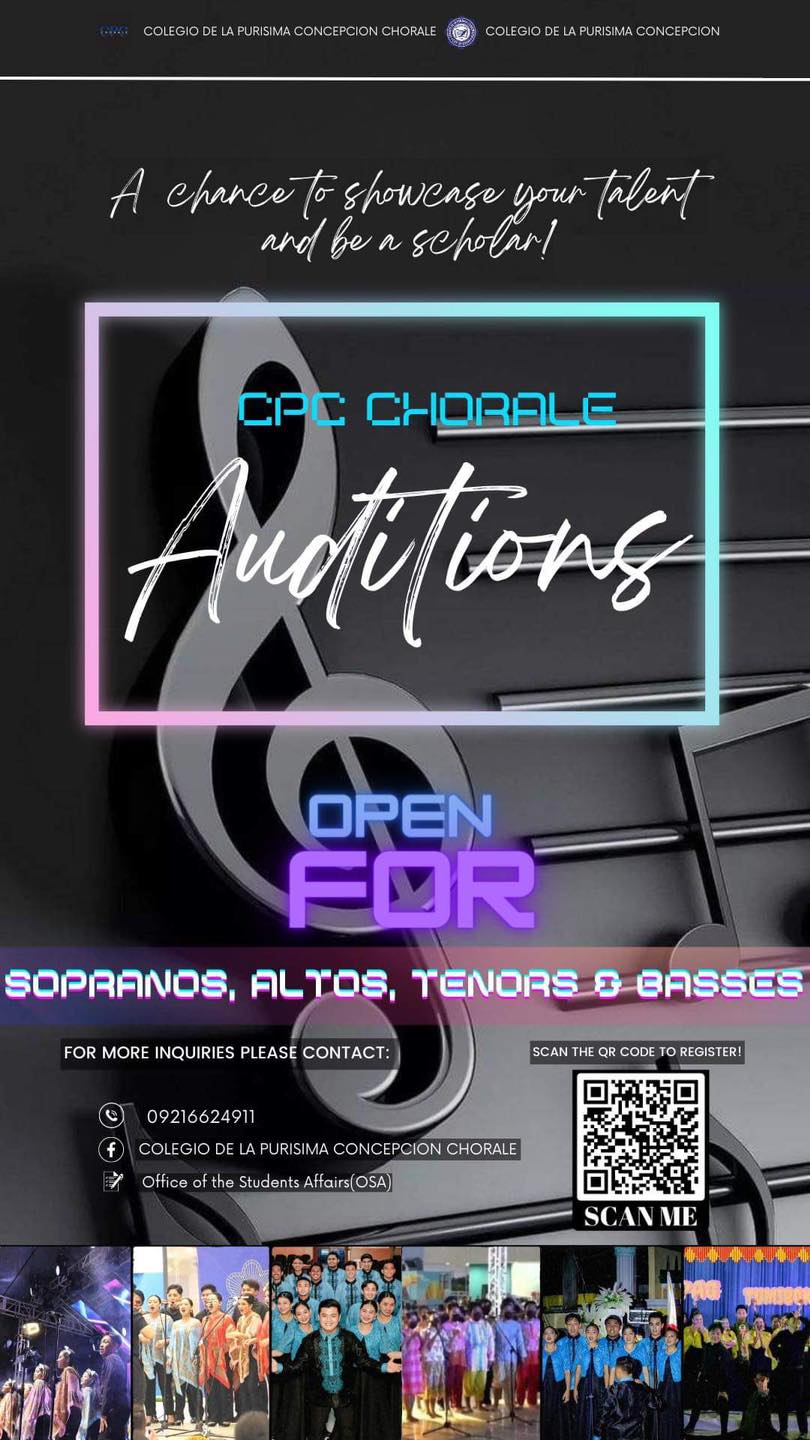 CPC COLEGIO DE LA PURISIMA CONCEPCION CHORALE COLEGIO DE LA PURISIMA CONCEPCION
A chance to showcase your talent
and be a scholar!
CPC CHORALE
Auditions
OPEN
FOR
SOPRANOS, ALTOS, TENORS & BASSES
FOR MORE INQUIRIES PLEASE CONTACT:
09216624911
COLEGIO DE LA PURISIMA CONCEPCION CHORALE
Office of the Students Affairs(OSA)
SCAN THE QR CODE TO REGISTER!
SCAN ME